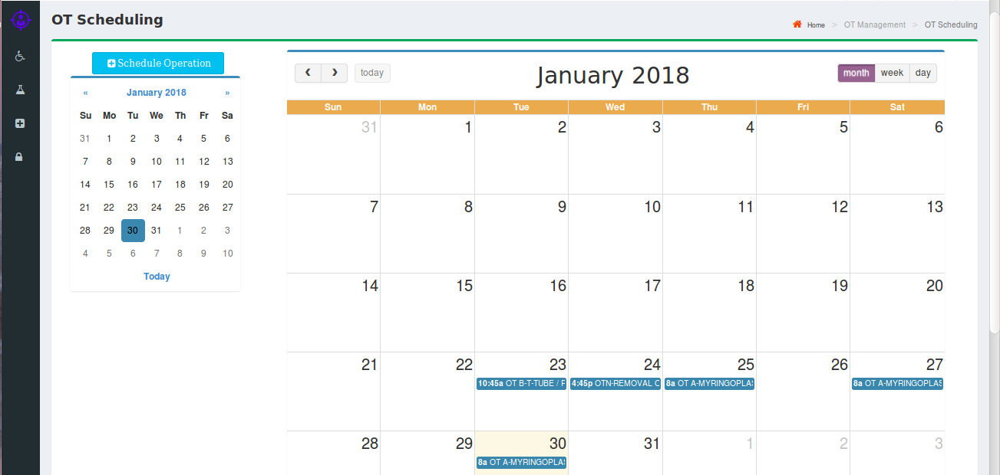 OT Scheduling
Home > OT Management > OT Scheduling
Schedule Operation
« January 2018 »
Su Mo Tu We Th Fr Sa
31 1 2 3 4 5 6
7 8 9 10 11 12 13
14 15 16 17 18 19 20
21 22 23 24 25 26 27
28 29 30 31 1 2 3
4 5 6 7 8 9 10
Today
today
January 2018
month week day
Sun Mon Tue Wed Thu Fri Sat
31 1 2 3 4 5 6
7 8 9 10 11 12 13
14 15 16 17 18 19 20
21 22 23 24 25 26 27
10:45a OT B-T-TUBE / 4:45p OTN-REMOVAL 8a OT A-MYRINGOPLAS 8a OT A-MYRINGOPLAS
28 29 30 31 1 2 3
8a OT A-MYRINGOPLAS